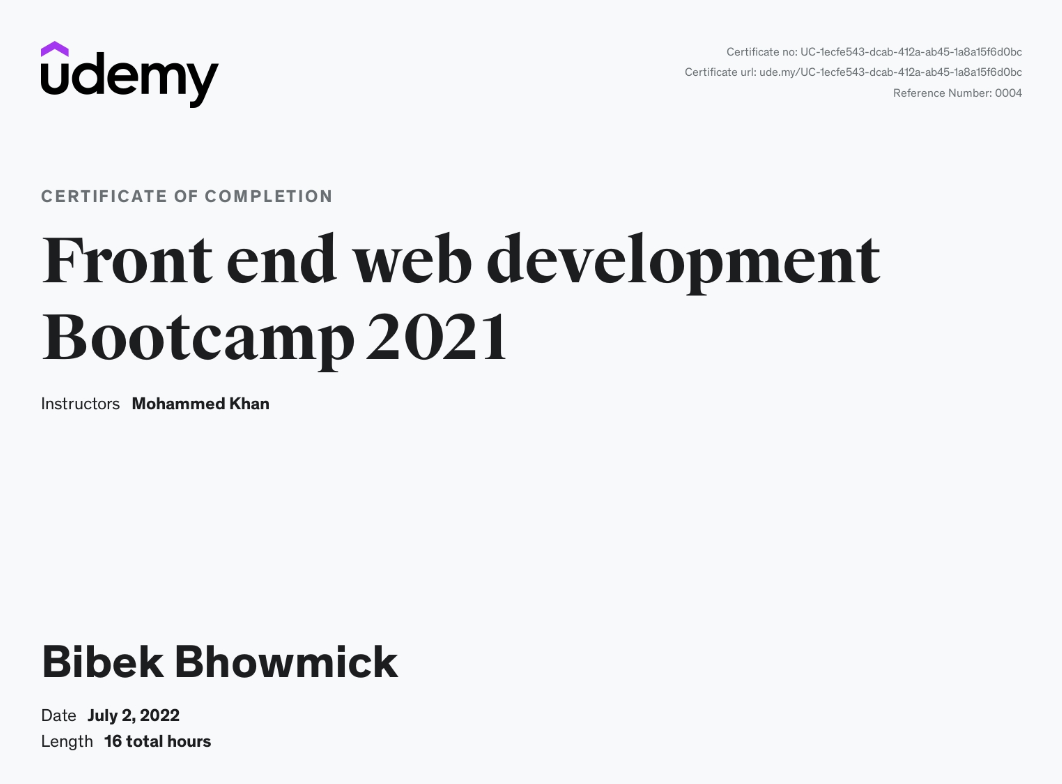 udemy
Certificate no: UC-1ecfe543-dcab-412a-ab45-1a8a15f6d0bc
Certificate url: ude.my/UC-1ecfe543-dcab-412a-ab45-1a8a15f6d0bc
Reference Number: 0004
CERTIFICATE OF COMPLETION
Front end web development
Bootcamp 2021
Instructors Mohammed Khan
Bibek Bhowmick
Date July 2, 2022
Length 16 total hours